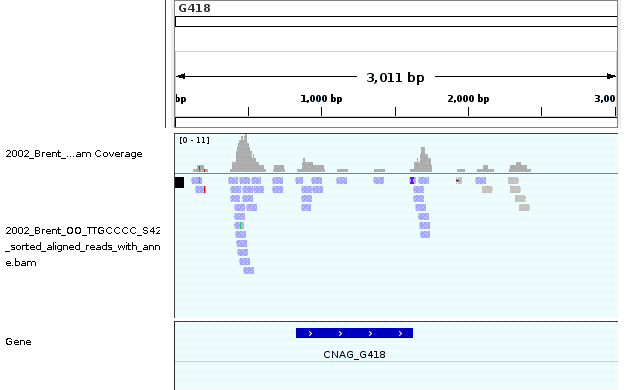 G418
3,011 bp
bp 1,000 bp 2,000 bp 3,00
[0 - 11]
2002_Brent_...am Coverage
2002_Brent_OO_TTGCCCC_S42
_sorted_aligned_reads_with_ann
e.bam
Gene
CNAG_G418